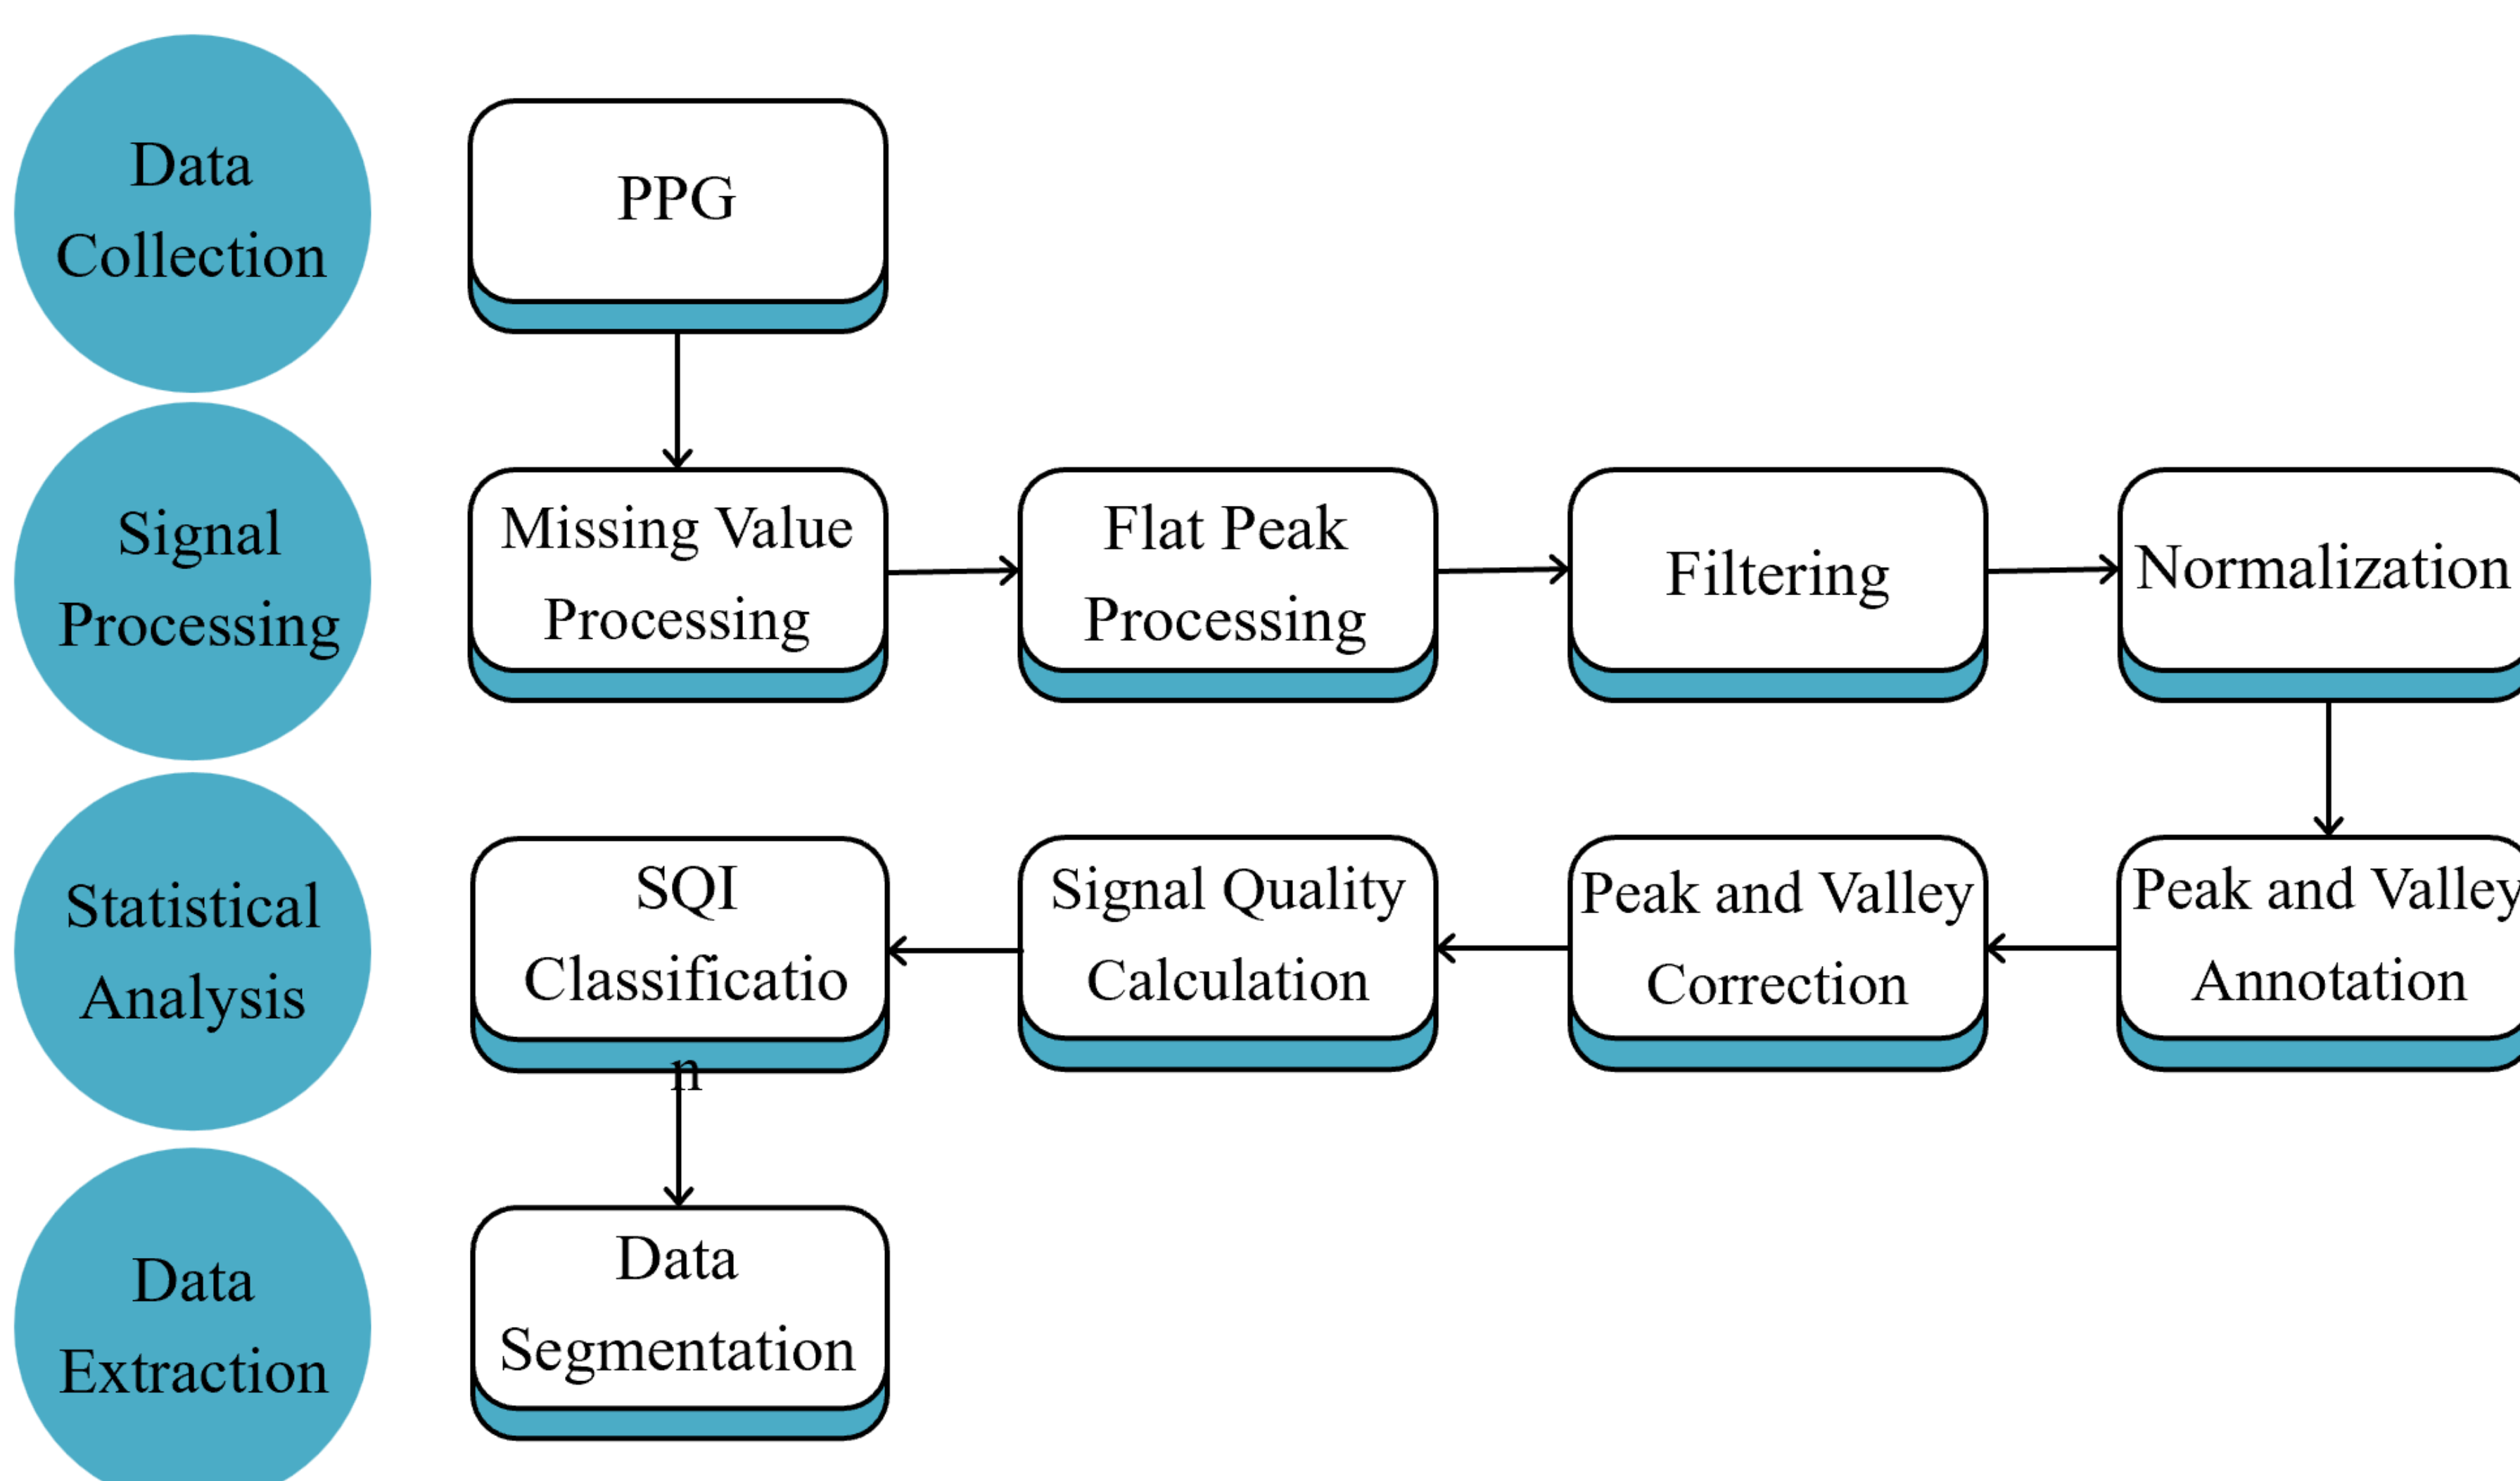 Data
Collection
PPG
Signal
Processing
Missing Value
Processing
Flat Peak
Processing
Filtering
Normalization
Statistical
Analysis
SQI
Classificatio
n
Signal Quality
Calculation
Peak and Valley
Correction
Peak and Valley
Annotation
Data
Extraction
Data
Segmentation